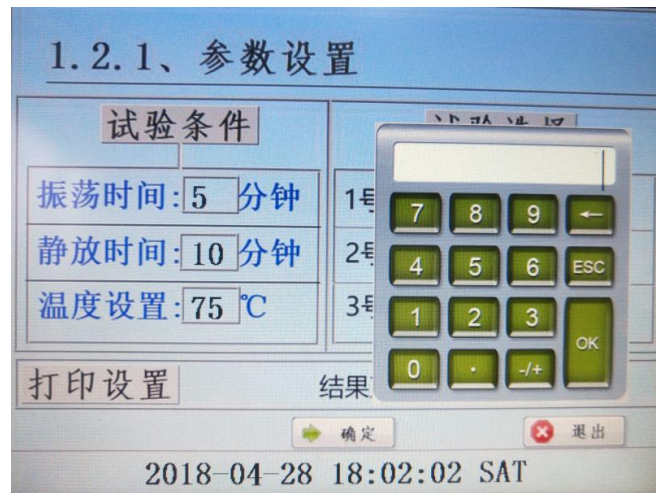 1.2.1、参数设置
试验条件
振荡时间:5 分钟
静放时间:10 分钟
温度设置:75 ℃
1号
2号
3号
7 8 9 ←
4 5 6 ESC
1 2 3
0 . -/+ OK
打印设置
结果
确定 退出
2018-04-28 18:02:02 SAT